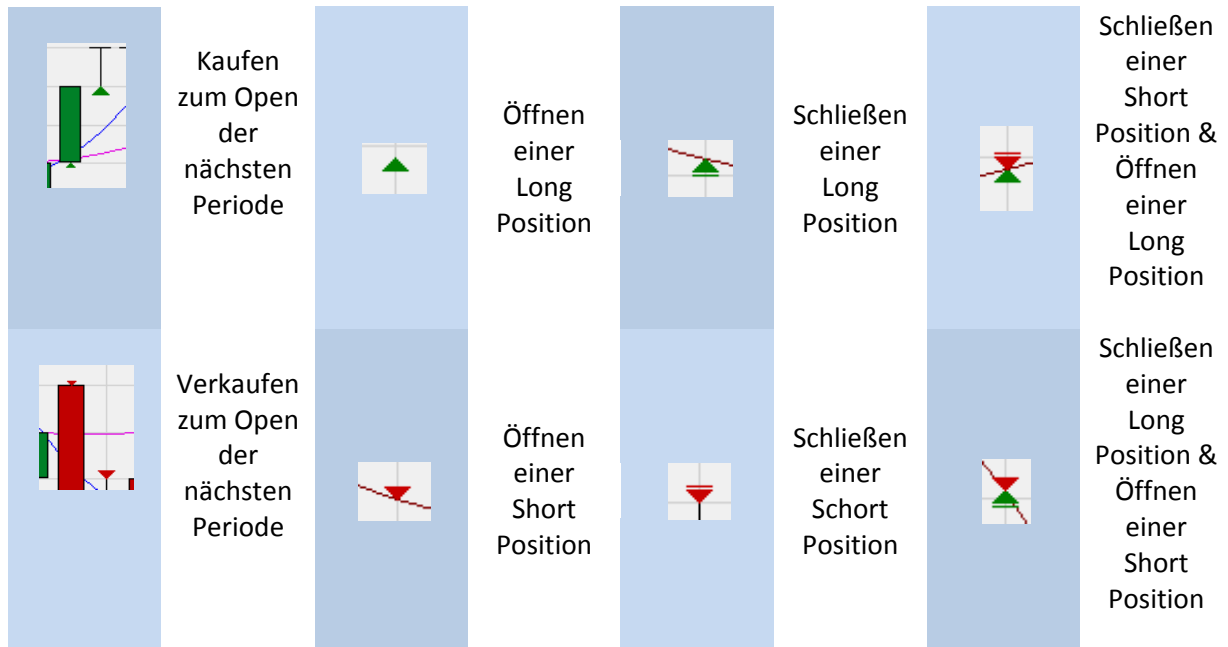 Kaufen
zum Open
der
nächsten
Periode
Öffnen
einer
Long
Position
Schließen
einer
Long
Position
Schließen
einer
Short
Position &
Öffnen
einer
Long
Position
Verkaufen
zum Open
der
nächsten
Periode
Öffnen
einer
Short
Position
Schließen
einer
Schort
Position
Schließen
einer
Long
Position &
Öffnen
einer
Short
Position